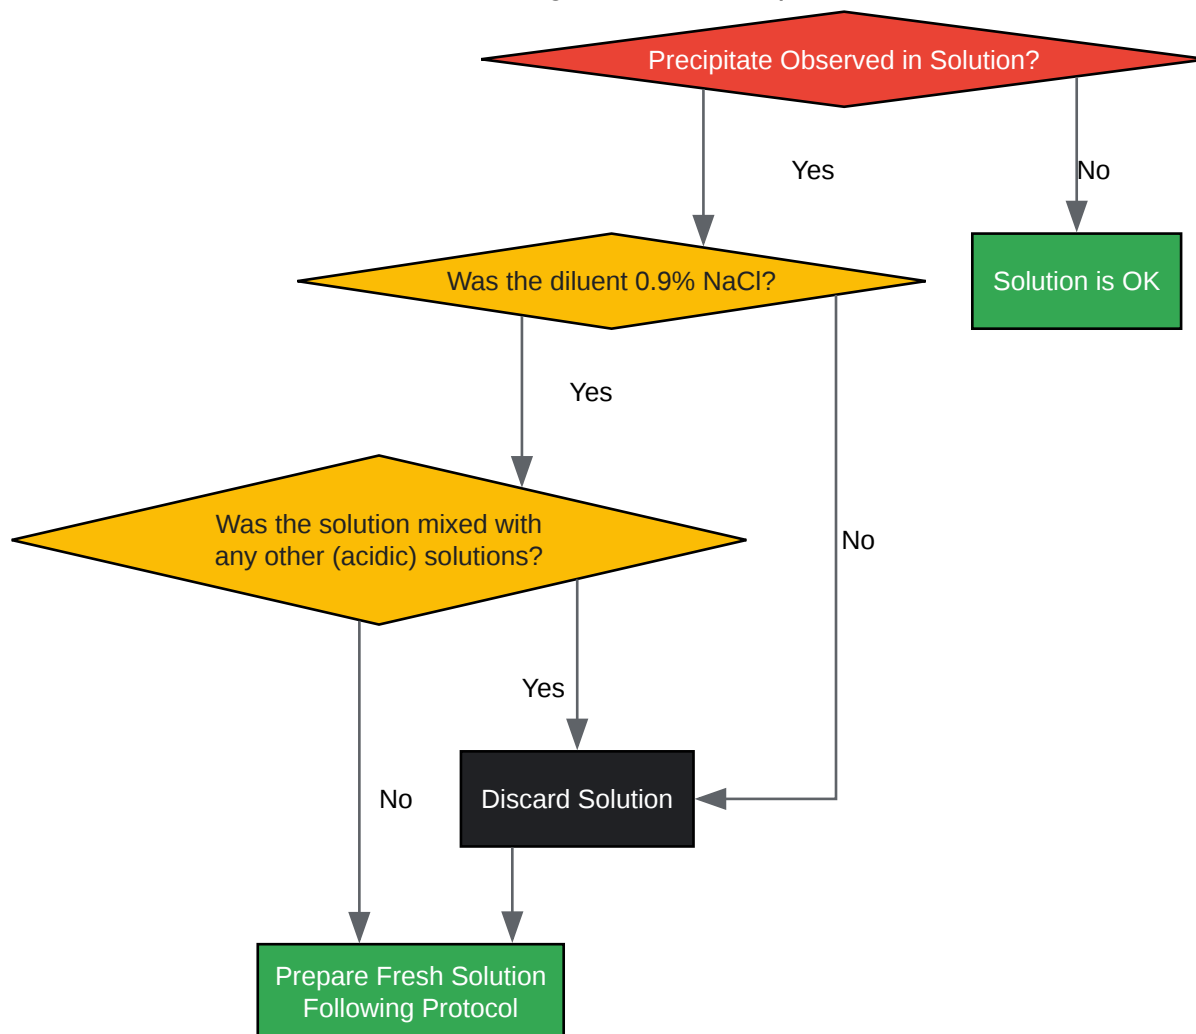 Precipitate Observed in Solution?
Yes
No
Was the diluent 0.9% NaCl?
Solution is OK
Yes
Was the solution mixed with
any other (acidic) solutions?
No
Yes
No
Discard Solution
Prepare Fresh Solution
Following Protocol